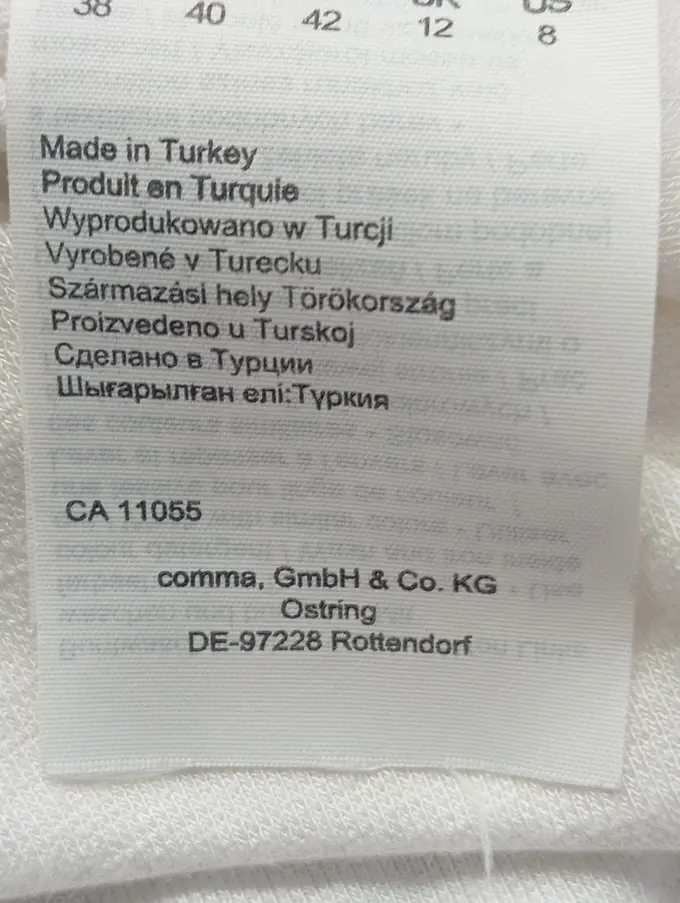 38 40 42 12 8
Made in Turkey
Produit en Turquie
Wyprodukowano w Turcji
Vyrobené v Turecku
Származási hely Törökország
Proizvedeno u Turskoj
Сделано в Турции
Шығарылған елі:Түркия
CA 11055
comma, GmbH & Co. KG
Ostring
DE-97228 Rottendorf